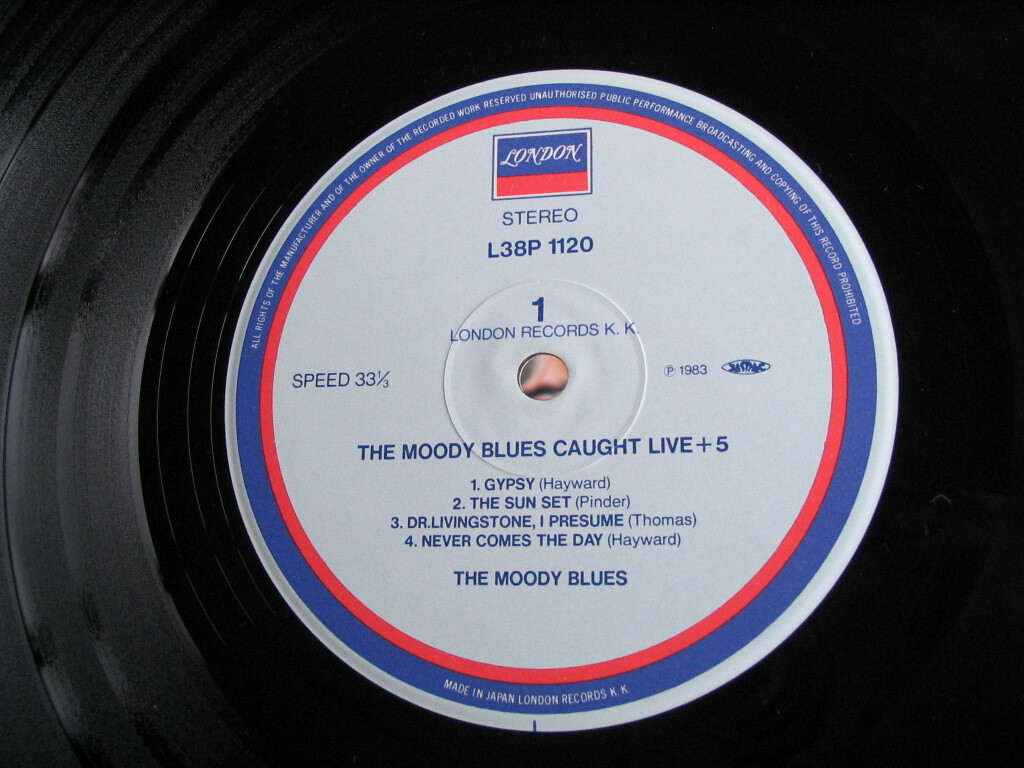 ALL RIGHTS OF THE MANUFACTURER AND OF THE OWNER OF THE RECORDED WORK RESERVED UNAUTHORISED PUBLIC PERFORMANCE BROADCASTING AND COPYING OF THIS RECORD PROHIBITED
LONDON
STEREO
L38P 1120
1
LONDON RECORDS K. K.
SPEED 33⅓
℗ 1983
JASRAC
THE MOODY BLUES CAUGHT LIVE+5
1. GYPSY (Hayward)
2. THE SUN SET (Pinder)
3. DR.LIVINGSTONE, I PRESUME (Thomas)
4. NEVER COMES THE DAY (Hayward)
THE MOODY BLUES
MADE IN JAPAN LONDON RECORDS K. K